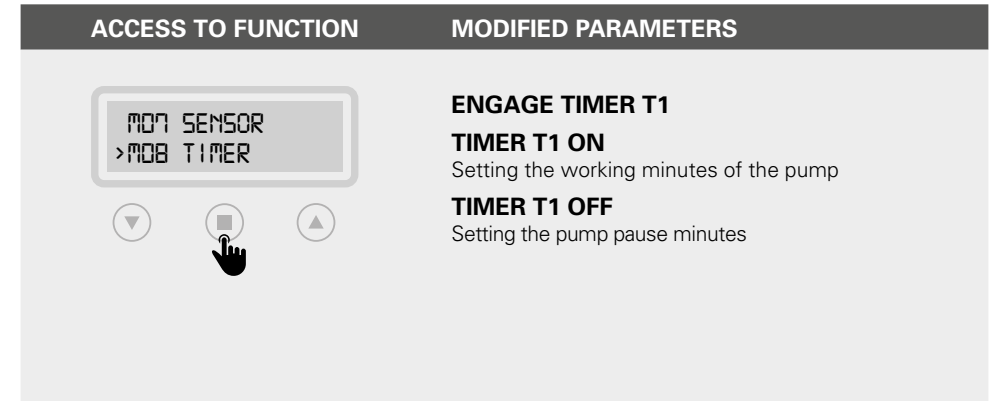 ACCESS TO FUNCTION
MODIFIED PARAMETERS
M07 SENSOR
>M08 TIMER
ENGAGE TIMER T1
TIMER T1 ON
Setting the working minutes of the pump
TIMER T1 OFF
Setting the pump pause minutes